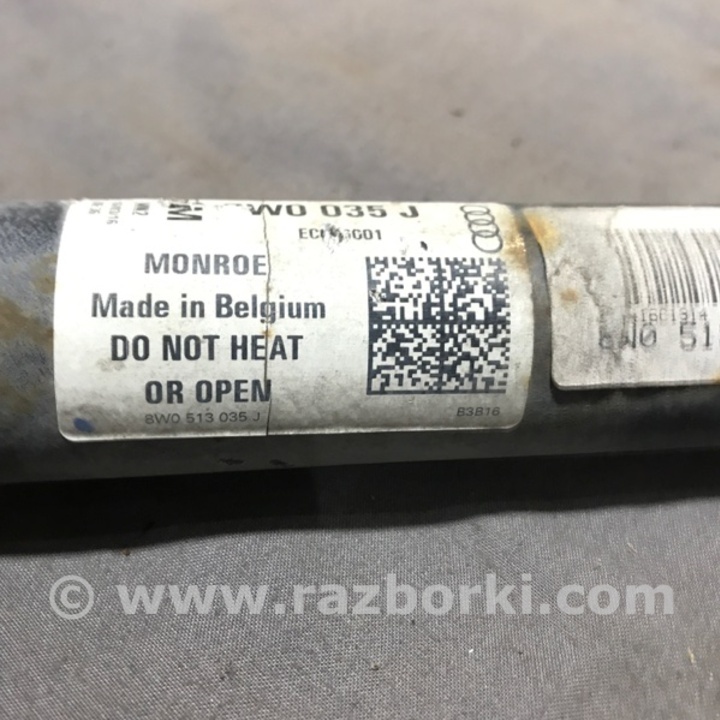 8W0 035 J
MONROE
Made in Belgium
DO NOT HEAT
OR OPEN
8W0 513 035 J
B3B16
8W0 51
© www.razborki.com